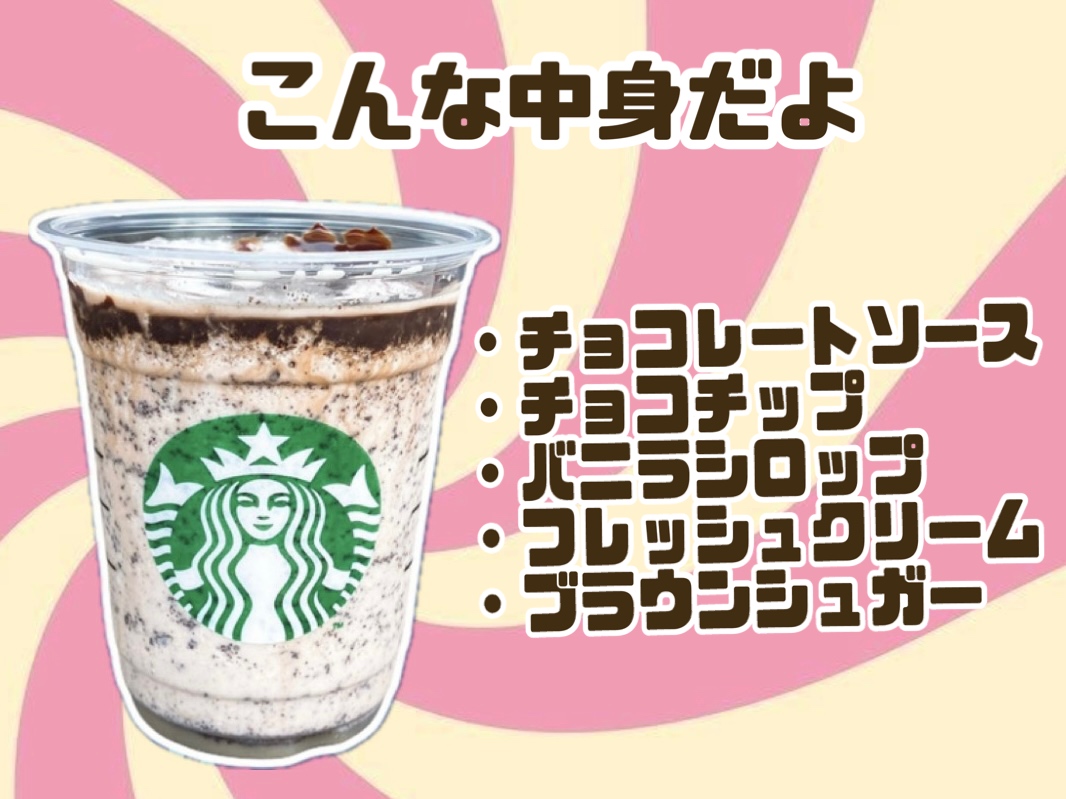 こんな中身だよ
・チョコレートソース
・チョコチップ
・バニラシロップ
・フレッシュクリーム
・ブラウンシュガー